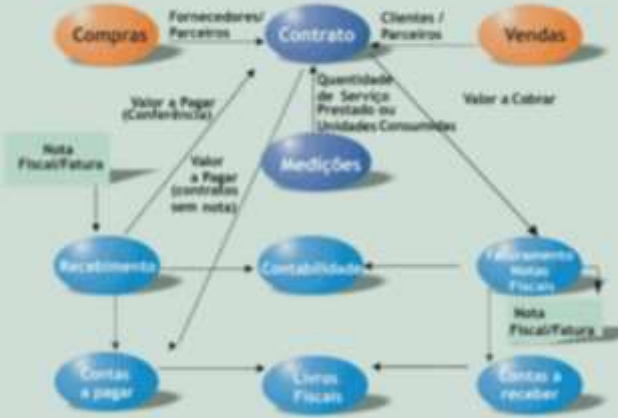 Fornecedores/
Parceiros
Clientes /
Parceiros
Compras
Contrato
Vendas
Quantidade
de Serviço
Prestado ou
Unidades Consumidas
Valor a Pagar
(Conferência)
Valor a Cobrar
Nota
Fiscal/Fatura
Valor
a Pagar
(contratos
sem nota)
Medições
Recebimento
Contabilidade
Faturamento
Notas
Fiscais
Nota
Fiscal/Fatura
Contas
a pagar
Livros
Fiscais
Contas a
receber